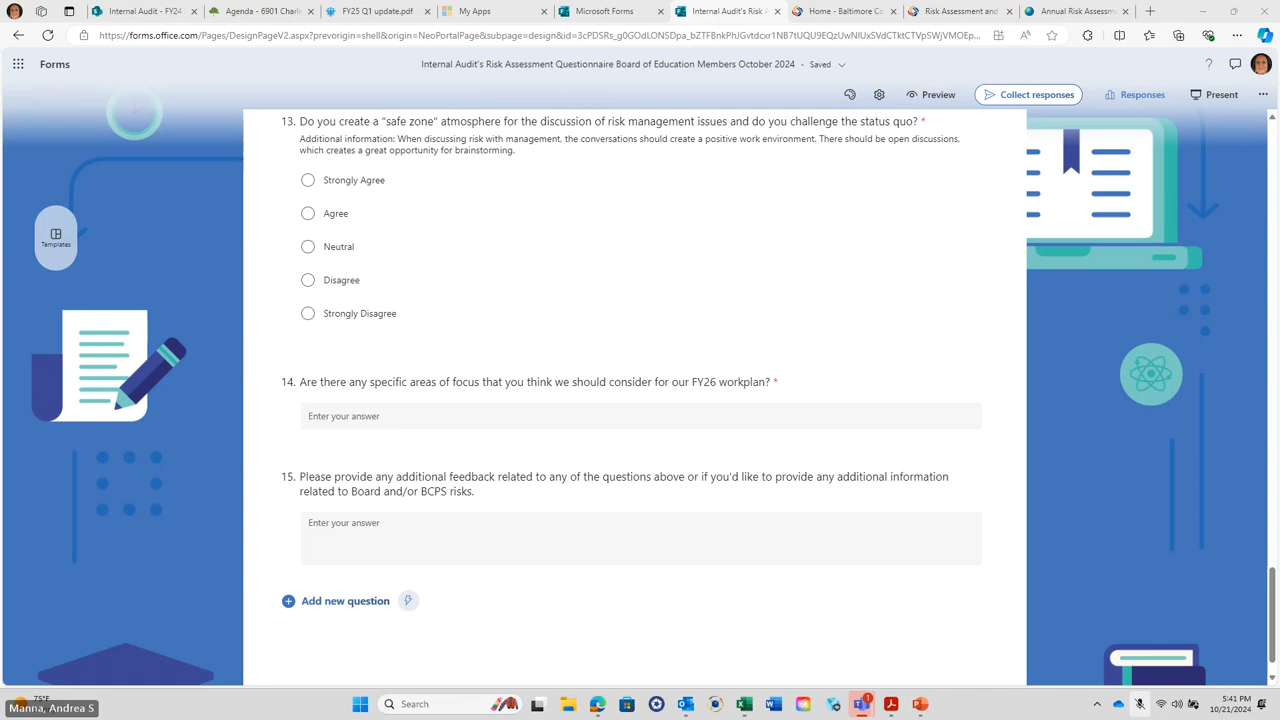 Internal Audit - FY24
Agenda - 6901 Charle
FY25 Q1 update.pdf
My Apps
Microsoft Forms
Internal Audit's Risk A
Home - Baltimore Co
Risk Assessment and
Annual Risk Assessme
https://forms.office.com/Pages/DesignPageV2.aspx?prevorigin=shell&origin=NeoPortalPage&subpage=design&id=3cPDSRs_g0GOdLONSDpa_bZTFBnkPhJGvtdcxr1NB7tUQU9EQzUwNIUxSVdCTktCTVpSWjVMOEp...
Forms
Internal Audit's Risk Assessment Questionnaire Board of Education Members October 2024 - Saved
Preview
Collect responses
Responses
Present
13. Do you create a "safe zone" atmosphere for the discussion of risk management issues and do you challenge the status quo? *
Additional information: When discussing risk with management, the conversations should create a positive work environment. There should be open discussions,
which creates a great opportunity for brainstorming.
Strongly Agree
Agree
Neutral
Disagree
Strongly Disagree
Templates
14. Are there any specific areas of focus that you think we should consider for our FY26 workplan? *
Enter your answer
15. Please provide any additional feedback related to any of the questions above or if you'd like to provide any additional information
related to Board and/or BCPS risks.
Enter your answer
Add new question
75°F
Manna, Andrea S
Search
1
5:41 PM
10/21/2024